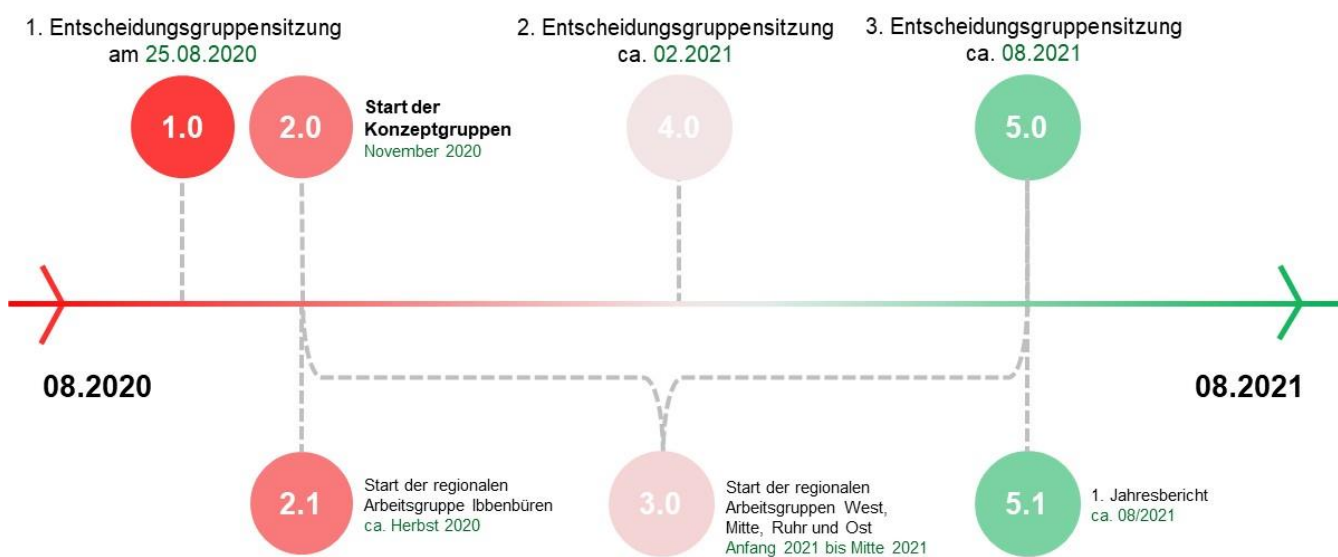 1. Entscheidungsgruppensitzung
am 25.08.2020
2. Entscheidungsgruppensitzung
ca. 02.2021
3. Entscheidungsgruppensitzung
ca. 08.2021
1.0
2.0
Start der
Konzeptgruppen
November 2020
4.0
5.0
08.2020
08.2021
2.1
Start der regionalen
Arbeitsgruppe Ibbenbüren
ca. Herbst 2020
3.0
Start der regionalen
Arbeitsgruppen West,
Mitte, Ruhr und Ost
Anfang 2021 bis Mitte 2021
5.1
1. Jahresbericht
ca. 08/2021